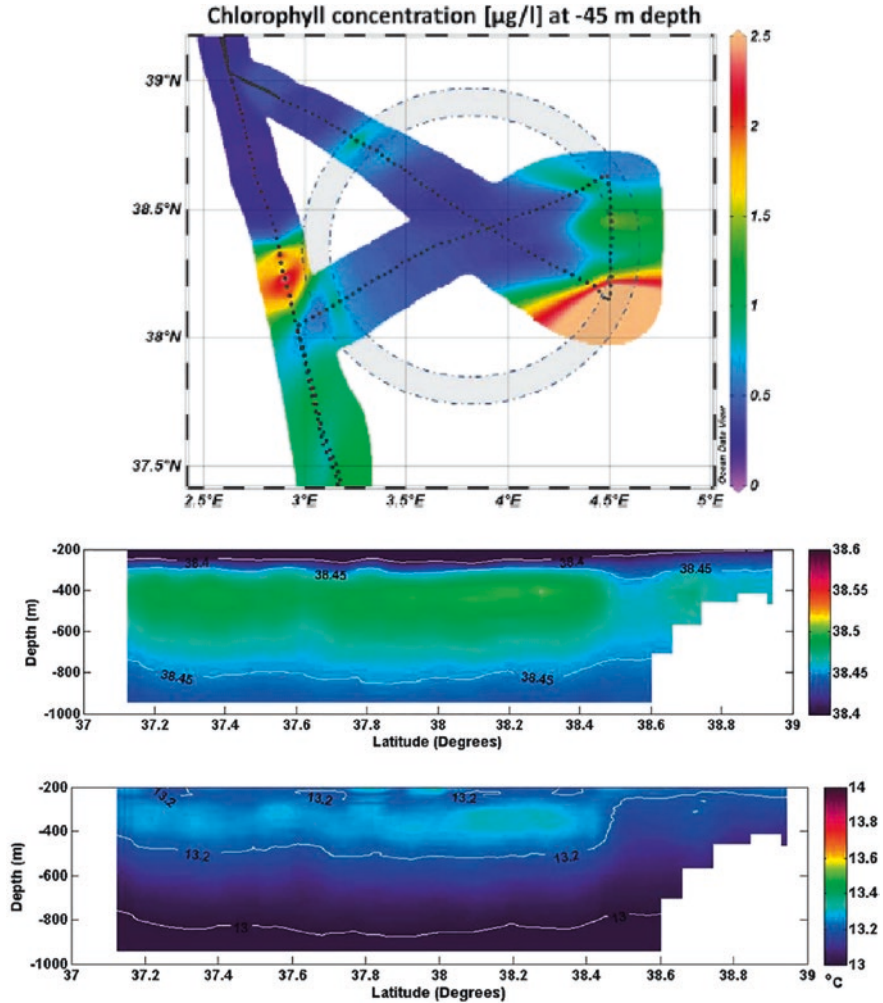 Chlorophyll concentration [µg/l] at -45 m depth
39°N
38.5°N
38°N
37.5°N
2.5°E 3°E 3.5°E 4°E 4.5°E 5°E
2.5
2
1.5
1
0.5
0
Ocean Data View
-200
-400
-600
-800
-1000
Depth (m)
38.4 38.4
38.45 38.45 38.45
38.45 38.45
37 37.2 37.4 37.6 37.8 38 38.2 38.4 38.6 38.8 39
Latitude (Degrees)
38.6
38.55
38.5
38.45
38.4
-200
-400
-600
-800
-1000
Depth (m)
13.2 13.2 13.2
13.2 13.2
13 13
37 37.2 37.4 37.6 37.8 38 38.2 38.4 38.6 38.8 39
Latitude (Degrees)
14
13.8
13.6
13.4
13.2
13
°C